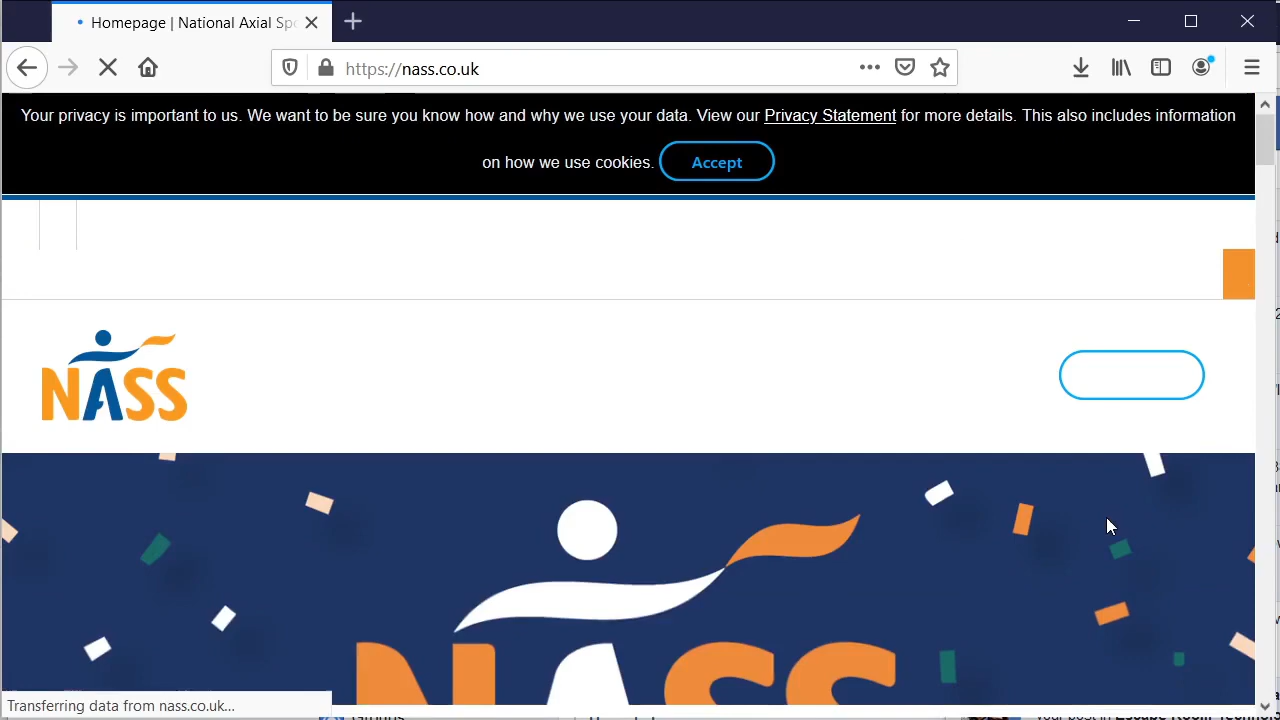 Homepage | National Axial Spo
https://nass.co.uk
Your privacy is important to us. We want to be sure you know how and why we use your data. View our Privacy Statement for more details. This also includes information
on how we use cookies. Accept
NASS
NASS
Transferring data from nass.co.uk...